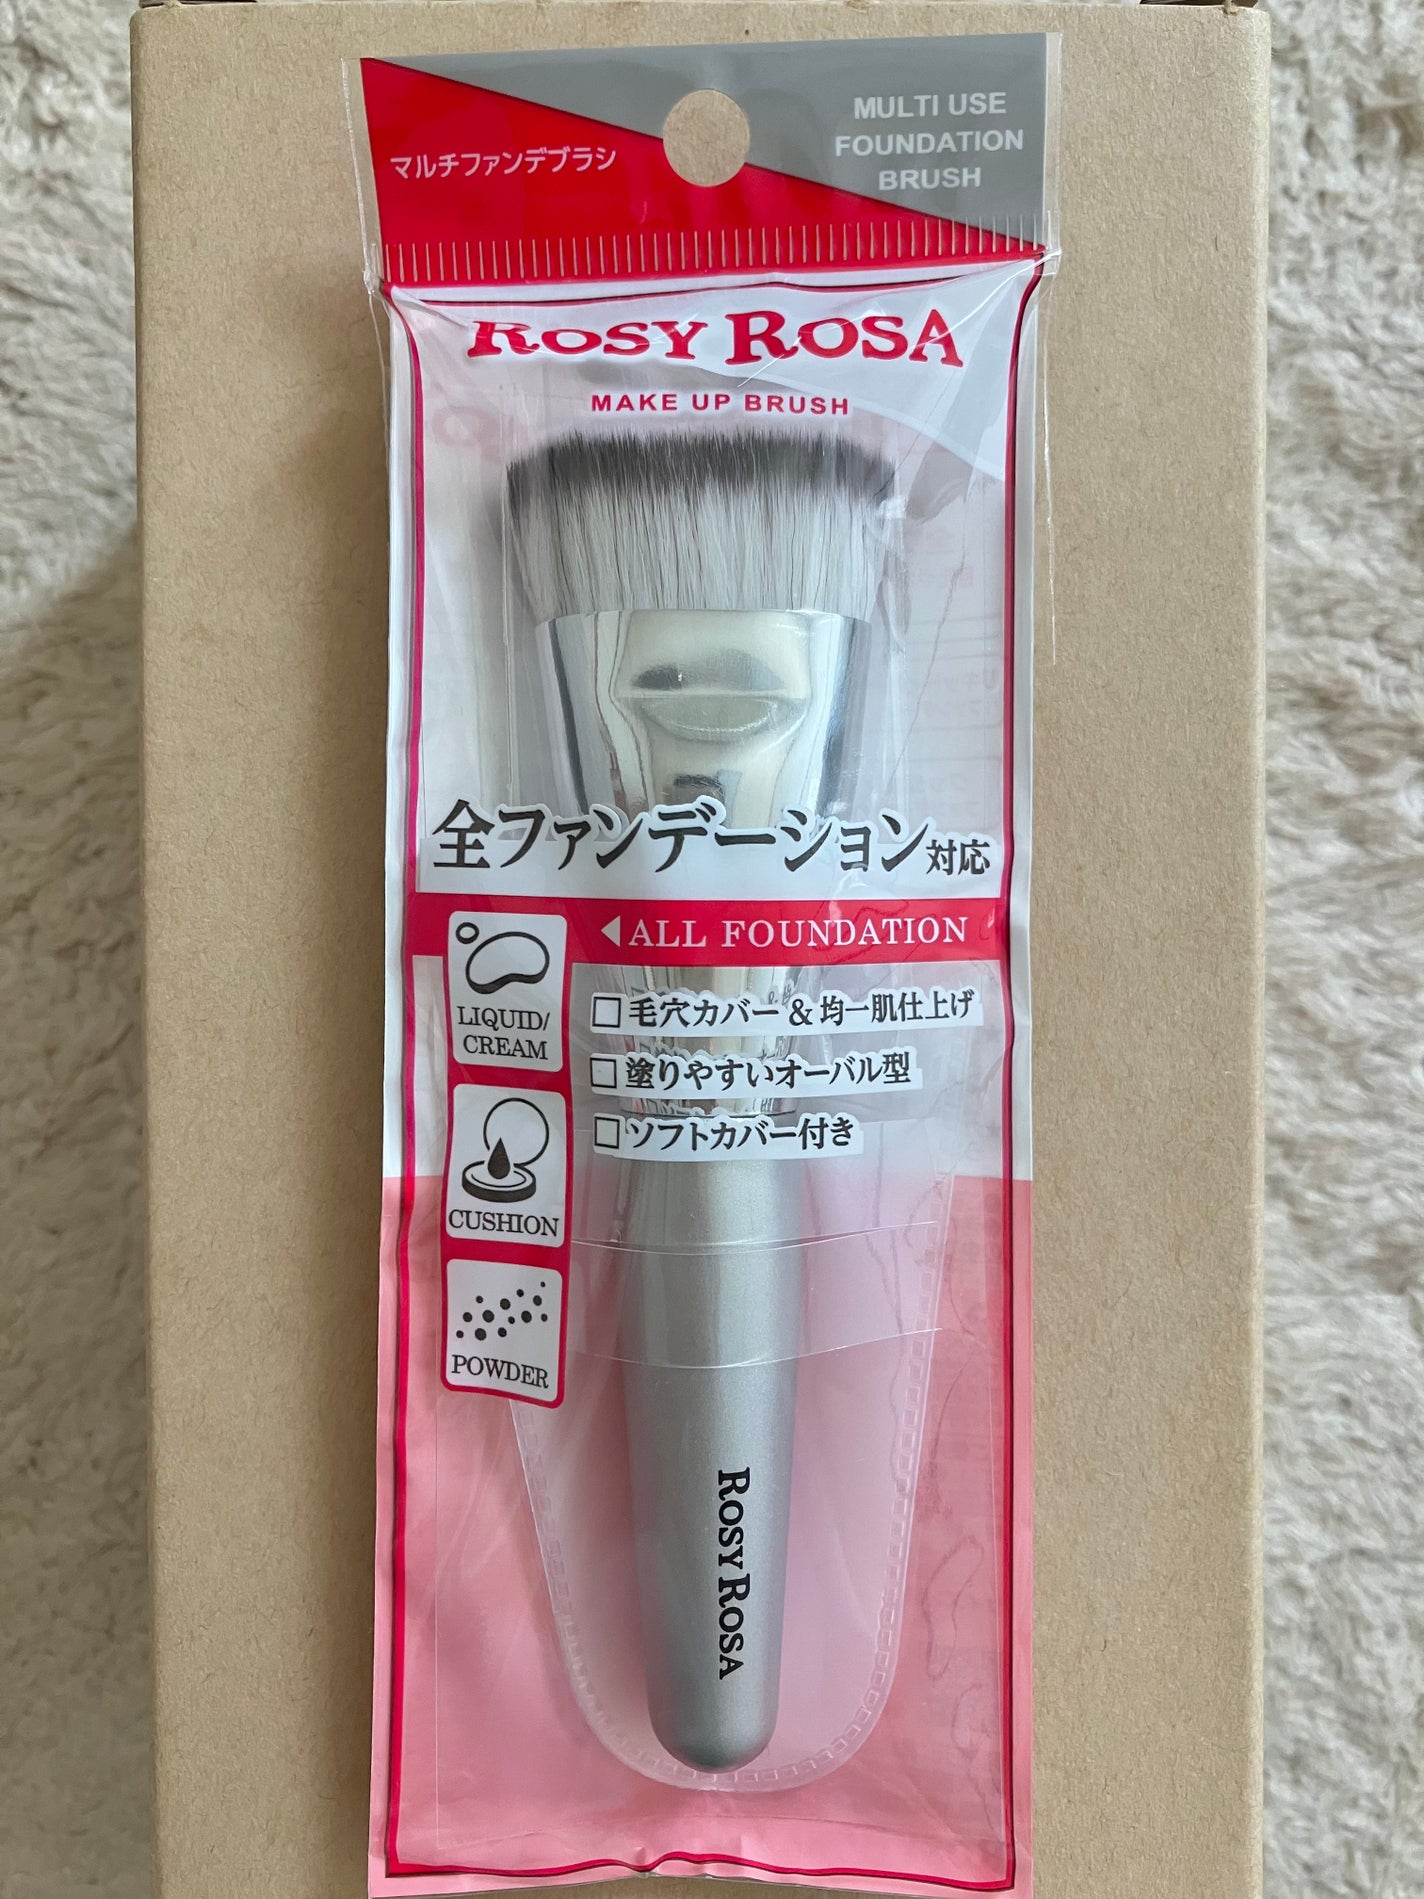 マルチファンデブラシ
MULTI USE
FOUNDATION
BRUSH
ROSY ROSA
MAKE UP BRUSH
全ファンデーション対応
ALL FOUNDATION
LIQUID/
CREAM
□毛穴カバー&均一肌仕上げ
□塗りやすいオーバル型
□ソフトカバー付き
CUSHION
POWDER
ROSY ROSA